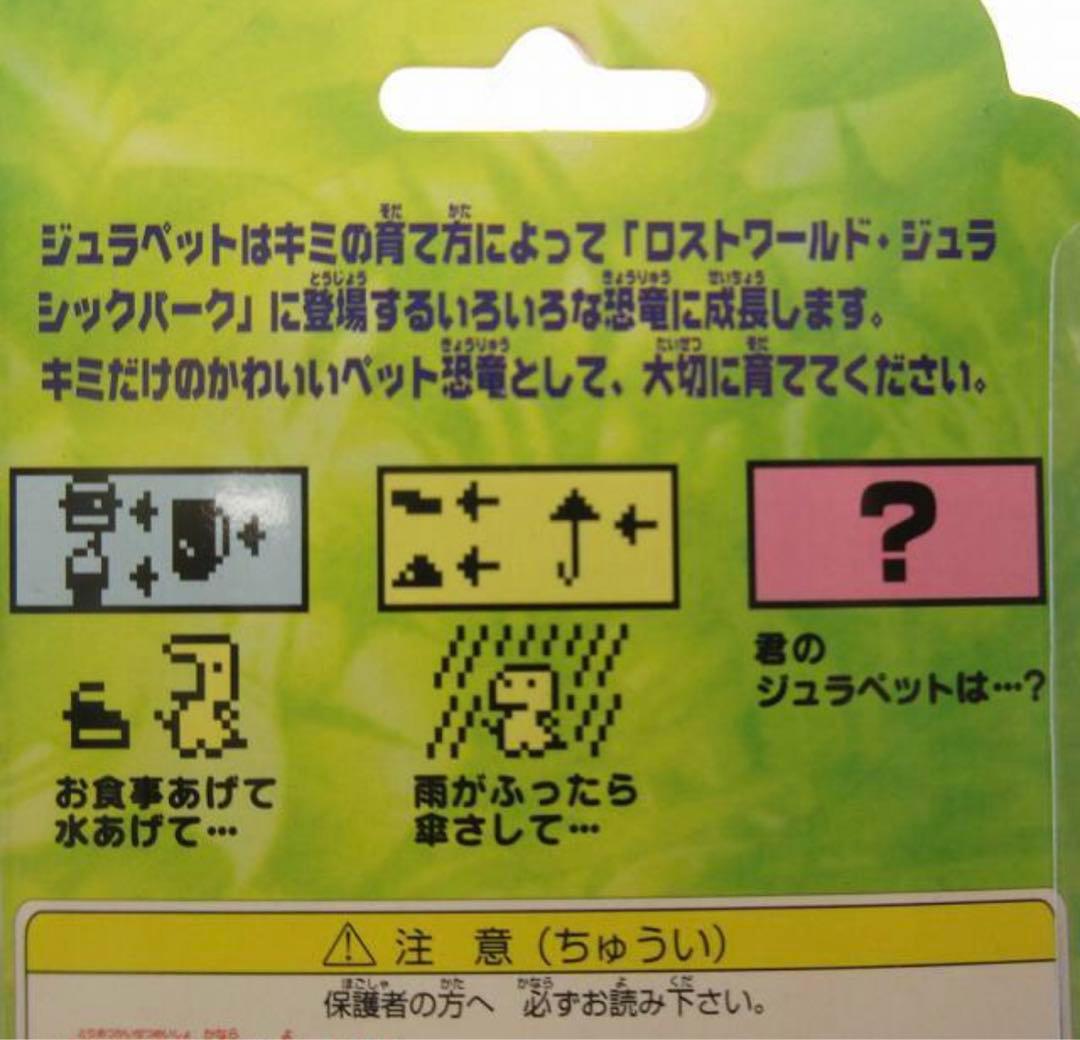 ジュラペットはキミの育て方によって「ロストワールド・ジュラ
シックパーク」に登場するいろいろな恐竜に成長します。
キミだけのかわいいペット恐竜として、大切に育ててください。
?
お食事あげて
水あげて…
雨がふったら
傘さして…
君の
ジュラペットは…?
注 意(ちゅうい)
保護者の方へ 必ずお読み下さい。